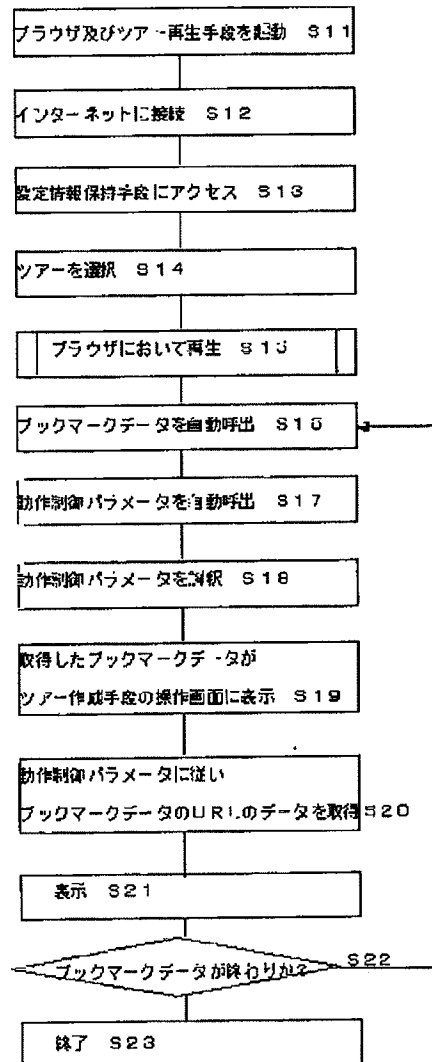 ブラウザ及びツアー再生手段を起動 S11
インターネットに接続 S12
設定情報保持手段にアクセス S13
ツアーを選択 S14
ブラウザにおいて再生 S15
ブックマークデータを自動呼出 S16
動作制御パラメータを自動呼出 S17
動作制御パラメータを解釈 S18
取得したブックマークデータが
ツアー作成手段の操作画面に表示 S19
動作制御パラメータに従い
ブックマークデータのURLのデータを取得S20
表示 S21
ブックマークデータが終わりか? S22
終了 S23